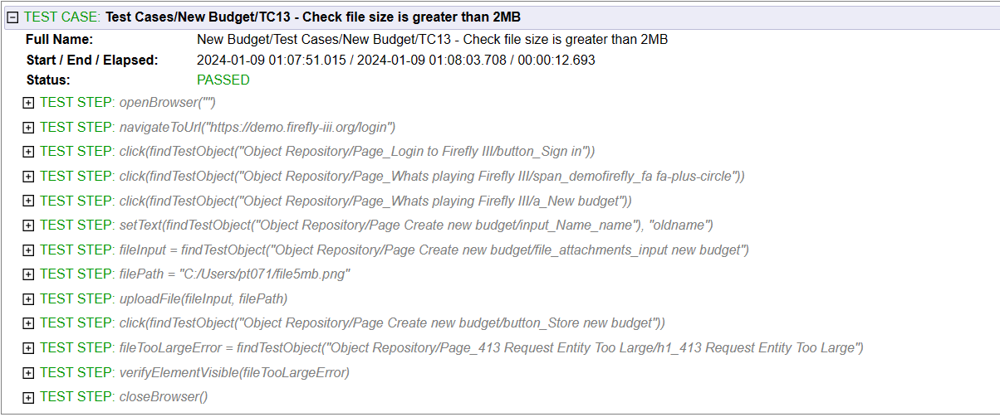 TEST CASE: Test Cases/New Budget/TC13 - Check file size is greater than 2MB
Full Name: New Budget/Test Cases/New Budget/TC13 - Check file size is greater than 2MB
Start / End / Elapsed: 2024-01-09 01:07:51.015 / 2024-01-09 01:08:03.708 / 00:00:12.693
Status: PASSED
TEST STEP: openBrowser("")
TEST STEP: navigateToUrl("https://demo.firefly-iii.org/login")
TEST STEP: click(findTestObject("Object Repository/Page_Login to Firefly III/button_Sign in"))
TEST STEP: click(findTestObject("Object Repository/Page_Whats playing Firefly III/span_demofirefly_fa fa-plus-circle"))
TEST STEP: click(findTestObject("Object Repository/Page_Whats playing Firefly III/a_New budget"))
TEST STEP: setText(findTestObject("Object Repository/Page Create new budget/input_Name_name"), "oldname")
TEST STEP: fileInput = findTestObject("Object Repository/Page Create new budget/file_attachments_input new budget")
TEST STEP: filePath = "C:/Users/pt071/file5mb.png"
TEST STEP: uploadFile(fileInput, filePath)
TEST STEP: click(findTestObject("Object Repository/Page Create new budget/button_Store new budget"))
TEST STEP: fileTooLargeError = findTestObject("Object Repository/Page_413 Request Entity Too Large/h1_413 Request Entity Too Large")
TEST STEP: verifyElementVisible(fileTooLargeError)
TEST STEP: closeBrowser()